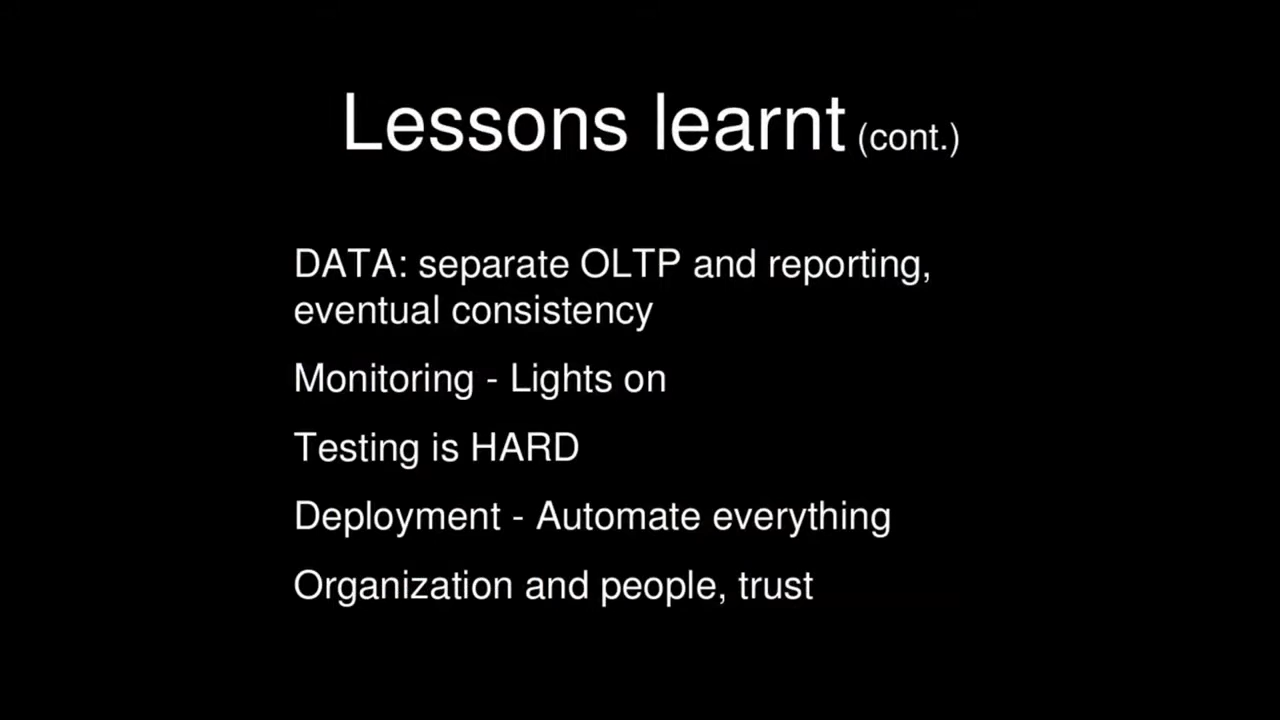 Lessons learnt (cont.)
DATA: separate OLTP and reporting,
eventual consistency
Monitoring - Lights on
Testing is HARD
Deployment - Automate everything
Organization and people, trust